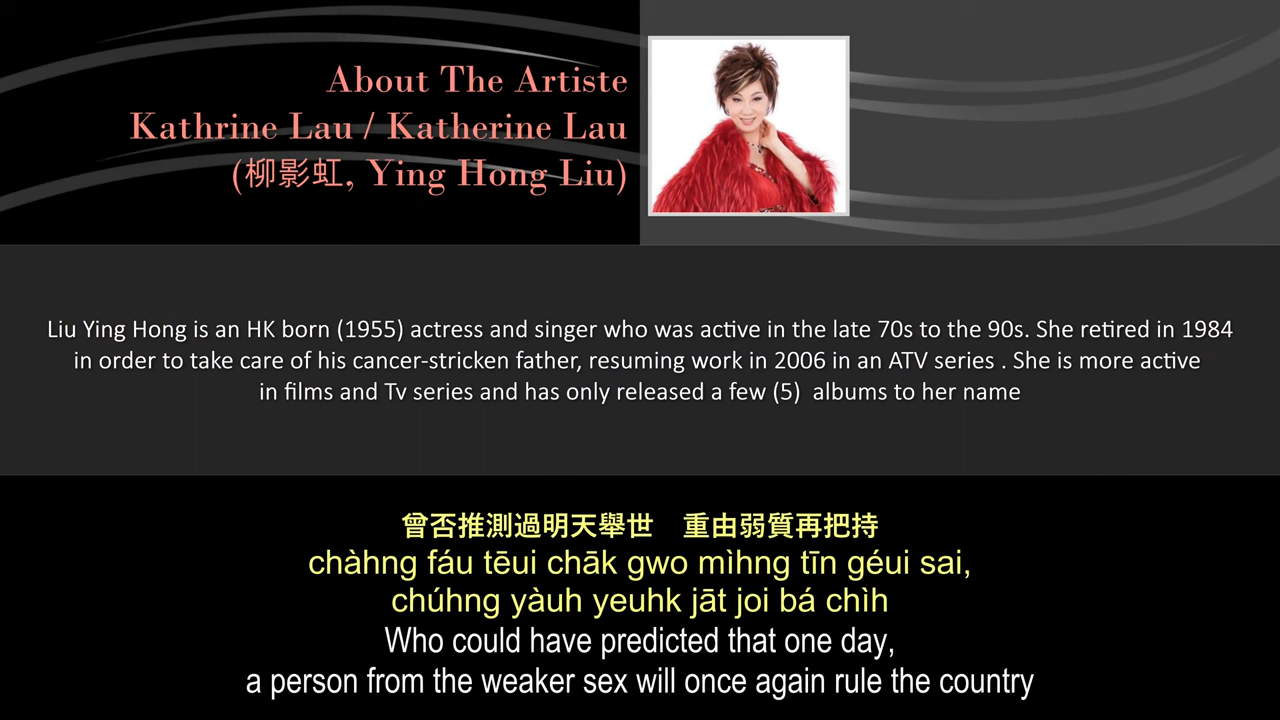 About The Artiste
Kathrine Lau / Katherine Lau
(柳影虹, Ying Hong Liu)
Liu Ying Hong is an HK born (1955) actress and singer who was active in the late 70s to the 90s. She retired in 1984
in order to take care of his cancer-stricken father, resuming work in 2006 in an ATV series . She is more active
in films and Tv series and has only released a few (5)  albums to her name
曾否推測過明天舉世　重由弱質再把持
chàhng fáu tēui chāk gwo mìhng tīn géui sai,
chúhng yàuh yeuhk jāt joi bá chìh
Who could have predicted that one day,
a person from the weaker sex will once again rule the country